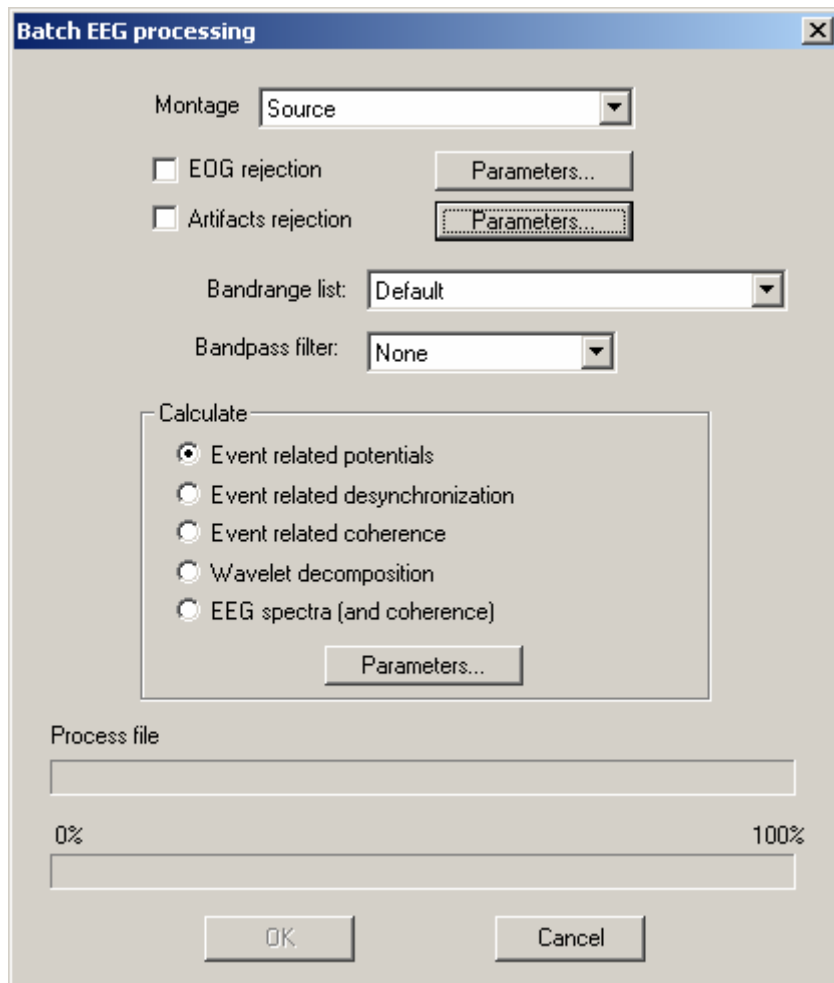 Batch EEG processing
Montage Source
EOG rejection Parameters...
Artifacts rejection Parameters...
Bandrange list: Default
Bandpass filter: None
Calculate
Event related potentials
Event related desynchronization
Event related coherence
Wavelet decomposition
EEG spectra (and coherence)
Parameters...
Process file
0% 100%
OK Cancel